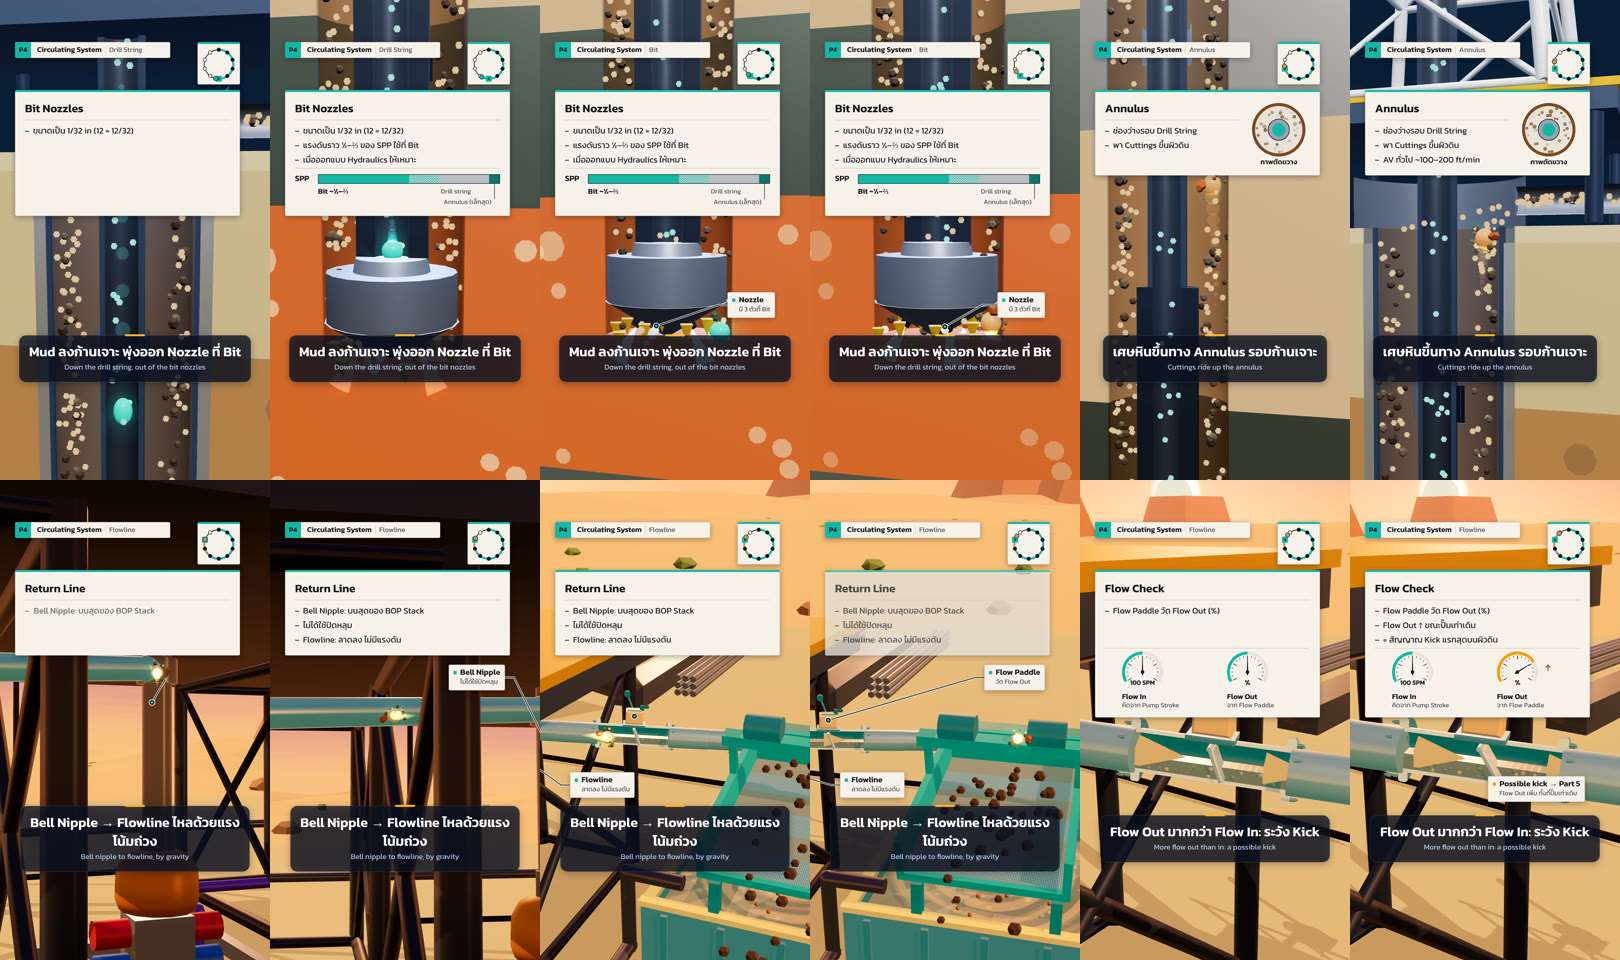 P4 Circulating System Drill String
Bit Nozzles
– ขนาดเป็น 1/32 in (12 = 12/32)
Mud ลงก้านเจาะ พุ่งออก Nozzle ที่ Bit
Down the drill string, out of the bit nozzles
P4 Circulating System Drill String
Bit Nozzles
– ขนาดเป็น 1/32 in (12 = 12/32)
– แรงดันราว ½–⅔ ของ SPP ใช้ที่ Bit
– เมื่อออกแบบ Hydraulics ให้เหมาะ
SPP
Bit ~½–⅔
Drill string
Annulus (เล็กสุด)
Mud ลงก้านเจาะ พุ่งออก Nozzle ที่ Bit
Down the drill string, out of the bit nozzles
P4 Circulating System Bit
Bit Nozzles
– ขนาดเป็น 1/32 in (12 = 12/32)
– แรงดันราว ½–⅔ ของ SPP ใช้ที่ Bit
– เมื่อออกแบบ Hydraulics ให้เหมาะ
SPP
Bit ~½–⅔
Drill string
Annulus (เล็กสุด)
Nozzle
มี 3 ตัวที่ Bit
Mud ลงก้านเจาะ พุ่งออก Nozzle ที่ Bit
Down the drill string, out of the bit nozzles
P4 Circulating System Bit
Bit Nozzles
– ขนาดเป็น 1/32 in (12 = 12/32)
– แรงดันราว ½–⅔ ของ SPP ใช้ที่ Bit
– เมื่อออกแบบ Hydraulics ให้เหมาะ
SPP
Bit ~½–⅔
Drill string
Annulus (เล็กสุด)
Nozzle
มี 3 ตัวที่ Bit
Mud ลงก้านเจาะ พุ่งออก Nozzle ที่ Bit
Down the drill string, out of the bit nozzles
P4 Circulating System Annulus
Annulus
– ช่องว่างรอบ Drill String
– พา Cuttings ขึ้นผิวดิน
ภาพตัดขวาง
เศษหินขึ้นทาง Annulus รอบก้านเจาะ
Cuttings ride up the annulus
P4 Circulating System Annulus
Annulus
– ช่องว่างรอบ Drill String
– พา Cuttings ขึ้นผิวดิน
– AV ทั่วไป ~100–200 ft/min
ภาพตัดขวาง
เศษหินขึ้นทาง Annulus รอบก้านเจาะ
Cuttings ride up the annulus
P4 Circulating System Flowline
Return Line
– Bell Nipple: บนสุดของ BOP Stack
Bell Nipple → Flowline ไหลด้วยแรง
โน้มถ่วง
Bell nipple to flowline, by gravity
P4 Circulating System Flowline
Return Line
– Bell Nipple: บนสุดของ BOP Stack
– ไม่ได้ใช้ปิดหลุม
– Flowline: ลาดลง ไม่มีแรงดัน
Bell Nipple
ไม่ได้ใช้ปิดหลุม
Bell Nipple → Flowline ไหลด้วยแรง
โน้มถ่วง
Bell nipple to flowline, by gravity
P4 Circulating System Flowline
Return Line
– Bell Nipple: บนสุดของ BOP Stack
– ไม่ได้ใช้ปิดหลุม
– Flowline: ลาดลง ไม่มีแรงดัน
Flowline
ลาดลง ไม่มีแรงดัน
Bell Nipple → Flowline ไหลด้วยแรง
โน้มถ่วง
Bell nipple to flowline, by gravity
P4 Circulating System Flowline
Return Line
– Bell Nipple: บนสุดของ BOP Stack
– ไม่ได้ใช้ปิดหลุม
– Flowline: ลาดลง ไม่มีแรงดัน
Flow Paddle
วัด Flow Out
Flowline
ลาดลง ไม่มีแรงดัน
Bell Nipple → Flowline ไหลด้วยแรง
โน้มถ่วง
Bell nipple to flowline, by gravity
P4 Circulating System Flowline
Flow Check
– Flow Paddle วัด Flow Out (%)
100 SPM
%
Flow In
คิดจาก Pump Stroke
Flow Out
จาก Flow Paddle
Flow Out มากกว่า Flow In: ระวัง Kick
More flow out than in: a possible kick
P4 Circulating System Flowline
Flow Check
– Flow Paddle วัด Flow Out (%)
– Flow Out ↑ ขณะปั๊มเท่าเดิม
– = สัญญาณ Kick แรกสุดบนผิวดิน
100 SPM
%
↑
Flow In
คิดจาก Pump Stroke
Flow Out
จาก Flow Paddle
Possible kick → Part 5
Flow Out เพิ่ม ทั้งที่ปั๊มเท่าเดิม
Flow Out มากกว่า Flow In: ระวัง Kick
More flow out than in: a possible kick